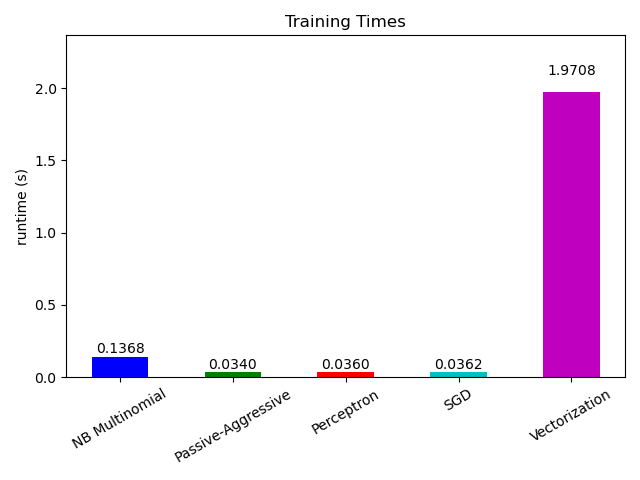 Training Times
runtime (s)
2.0
1.5
1.0
0.5
0.0
0.1368
0.0340
0.0360
0.0362
1.9708
NB Multinomial
Passive-Aggressive
Perceptron
SGD
Vectorization